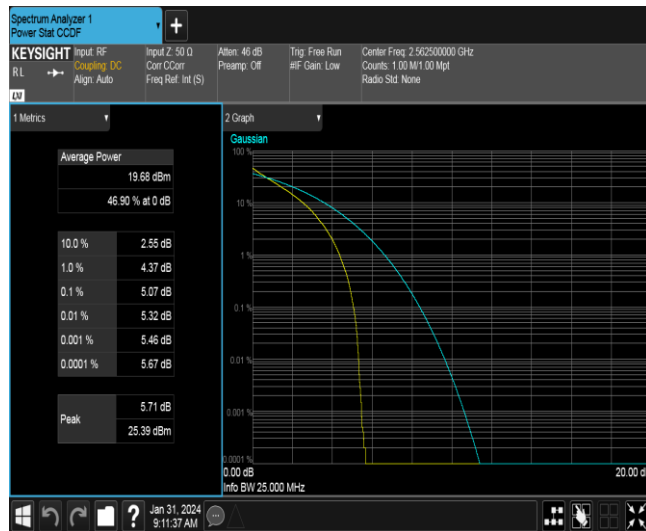 Spectrum Analyzer 1
Power Stat CCDF
+
KEYSIGHT Input: RF Input Z: 50 Ω Atten: 46 dB Trig: Free Run Center Freq: 2.562500000 GHz
RL Coupling: DC Corr CCorr Preamp: Off #IF Gain: Low Counts: 1.00 M/1.00 Mpt
Align: Auto Freq Ref: Int (S) Radio Std: None
LXI
1 Metrics
Average Power
19.68 dBm
46.90 % at 0 dB
10.0 % 2.55 dB
1.0 % 4.37 dB
0.1 % 5.07 dB
0.01 % 5.32 dB
0.001 % 5.46 dB
0.0001 % 5.67 dB
Peak 5.71 dB
25.39 dBm
2 Graph
Gaussian
100 %
10 %
1 %
0.1 %
0.01 %
0.001 %
0.0001 %
0.00 dB 20.00 d
Info BW 25.000 MHz
? Jan 31, 2024
9:11:37 AM